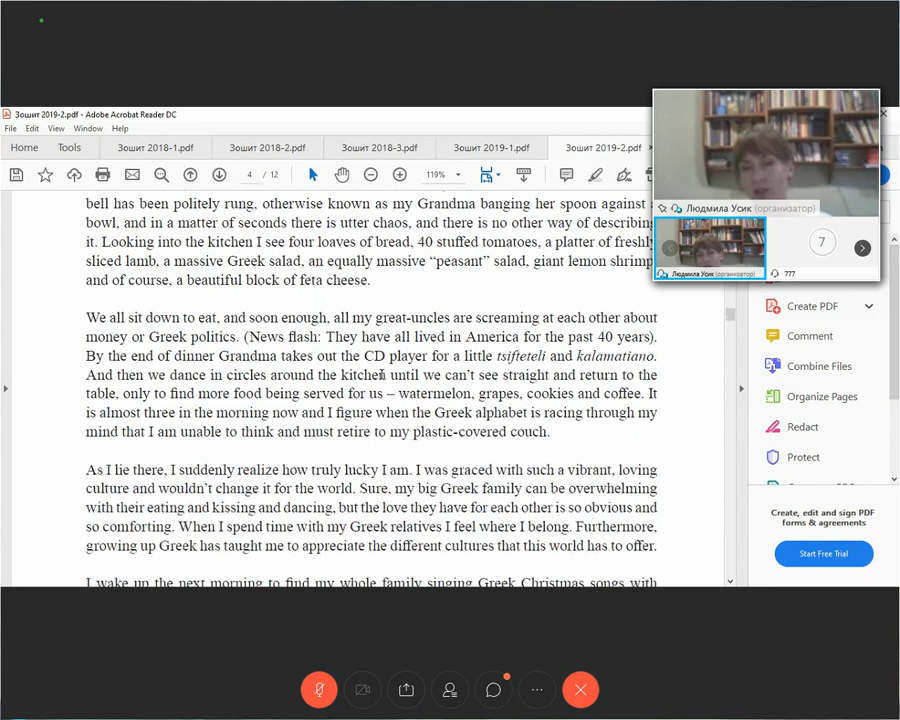 Зошит 2019-2.pdf - Adobe Acrobat Reader DC
File Edit View Window Help
Home Tools Зошит 2018-1.pdf Зошит 2018-2.pdf Зошит 2018-3.pdf Зошит 2019-1.pdf Зошит 2019-2.pdf
4 / 12 119%
Людмила Усик (организатор)
7
Людмила Усик (организатор) 777
bell has been politely rung, otherwise known as my Grandma banging her spoon against
bowl, and in a matter of seconds there is utter chaos, and there is no other way of describing
it. Looking into the kitchen I see four loaves of bread, 40 stuffed tomatoes, a platter of freshly
sliced lamb, a massive Greek salad, an equally massive “peasant” salad, giant lemon shrimp
and of course, a beautiful block of feta cheese.
We all sit down to eat, and soon enough, all my great-uncles are screaming at each other about
money or Greek politics. (News flash: They have all lived in America for the past 40 years).
By the end of dinner Grandma takes out the CD player for a little tsifteteli and kalamatiano.
And then we dance in circles around the kitchen until we can’t see straight and return to the
table, only to find more food being served for us – watermelon, grapes, cookies and coffee. It
is almost three in the morning now and I figure when the Greek alphabet is racing through my
mind that I am unable to think and must retire to my plastic-covered couch.
As I lie there, I suddenly realize how truly lucky I am. I was graced with such a vibrant, loving
culture and wouldn’t change it for the world. Sure, my big Greek family can be overwhelming
with their eating and kissing and dancing, but the love they have for each other is so obvious and
so comforting. When I spend time with my Greek relatives I feel where I belong. Furthermore,
growing up Greek has taught me to appreciate the different cultures that this world has to offer.
I wake up the next morning to find my whole family singing Greek Christmas songs with
Create PDF
Comment
Combine Files
Organize Pages
Redact
Protect
Create, edit and sign PDF
forms & agreements
Start Free Trial